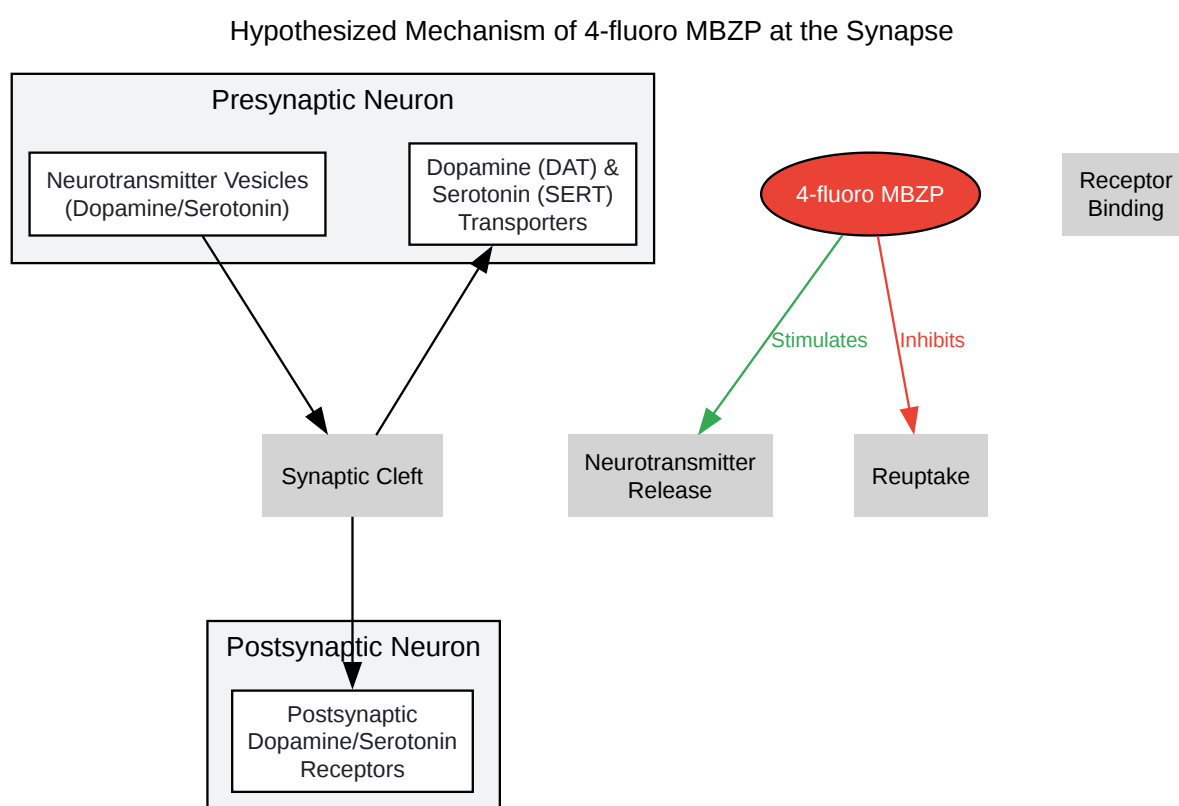 Hypothesized Mechanism of 4-fluoro MBZP at the Synapse
Presynaptic Neuron
Neurotransmitter Vesicles
(Dopamine/Serotonin)
Dopamine (DAT) &
Serotonin (SERT)
Transporters
4-fluoro MBZP
Receptor
Binding
Stimulates
Inhibits
Synaptic Cleft
Neurotransmitter
Release
Reuptake
Postsynaptic Neuron
Postsynaptic
Dopamine/Serotonin
Receptors